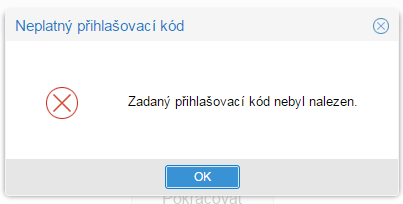 Neplatný přihlašovací kód
Zadaný přihlašovací kód nebyl nalezen.
OK
Pokračovat